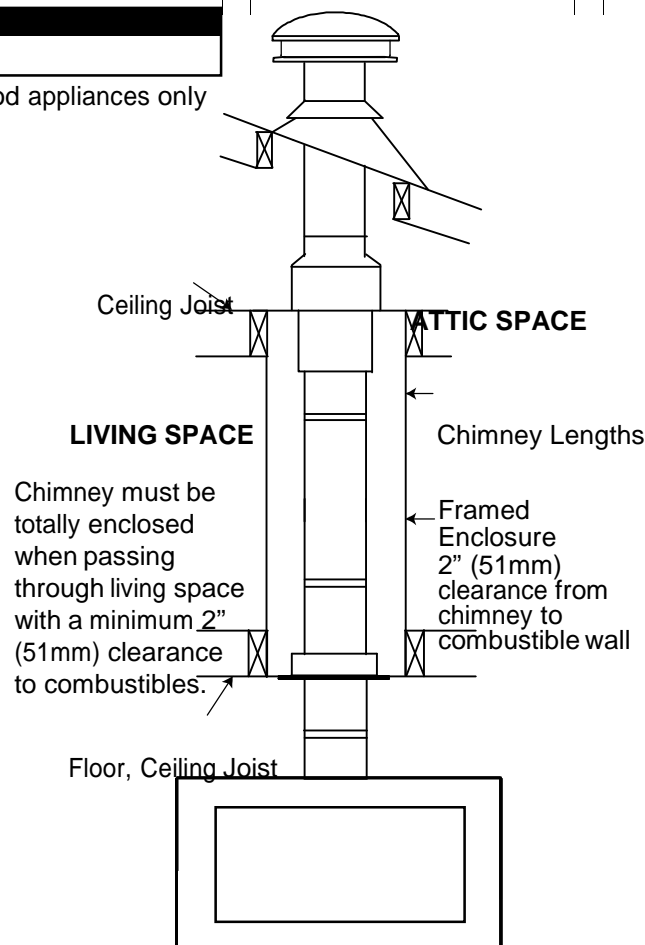 od appliances only
Ceiling Joist
ATTIC SPACE
LIVING SPACE
Chimney Lengths
Chimney must be
totally enclosed
when passing
through living space
with a minimum 2”
(51mm) clearance
to combustibles.
Framed
Enclosure
2” (51mm)
clearance from
chimney to
combustible wall
Floor, Ceiling Joist